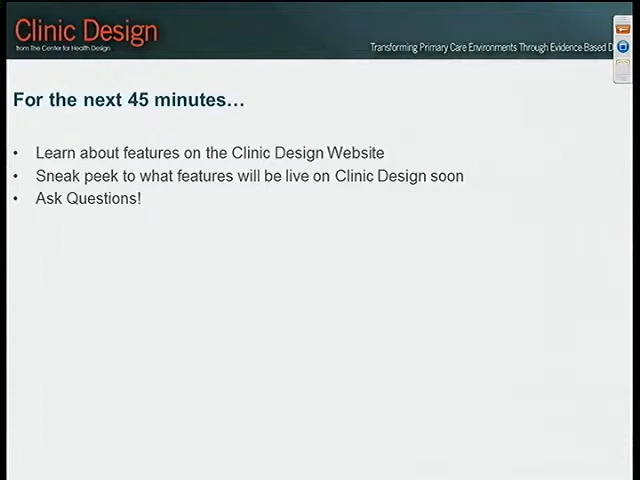 Clinic Design
from The Center for Health Design
Transforming Primary Care Environments Through Evidence-Based D
For the next 45 minutes…
• Learn about features on the Clinic Design Website
• Sneak peek to what features will be live on Clinic Design soon
• Ask Questions!